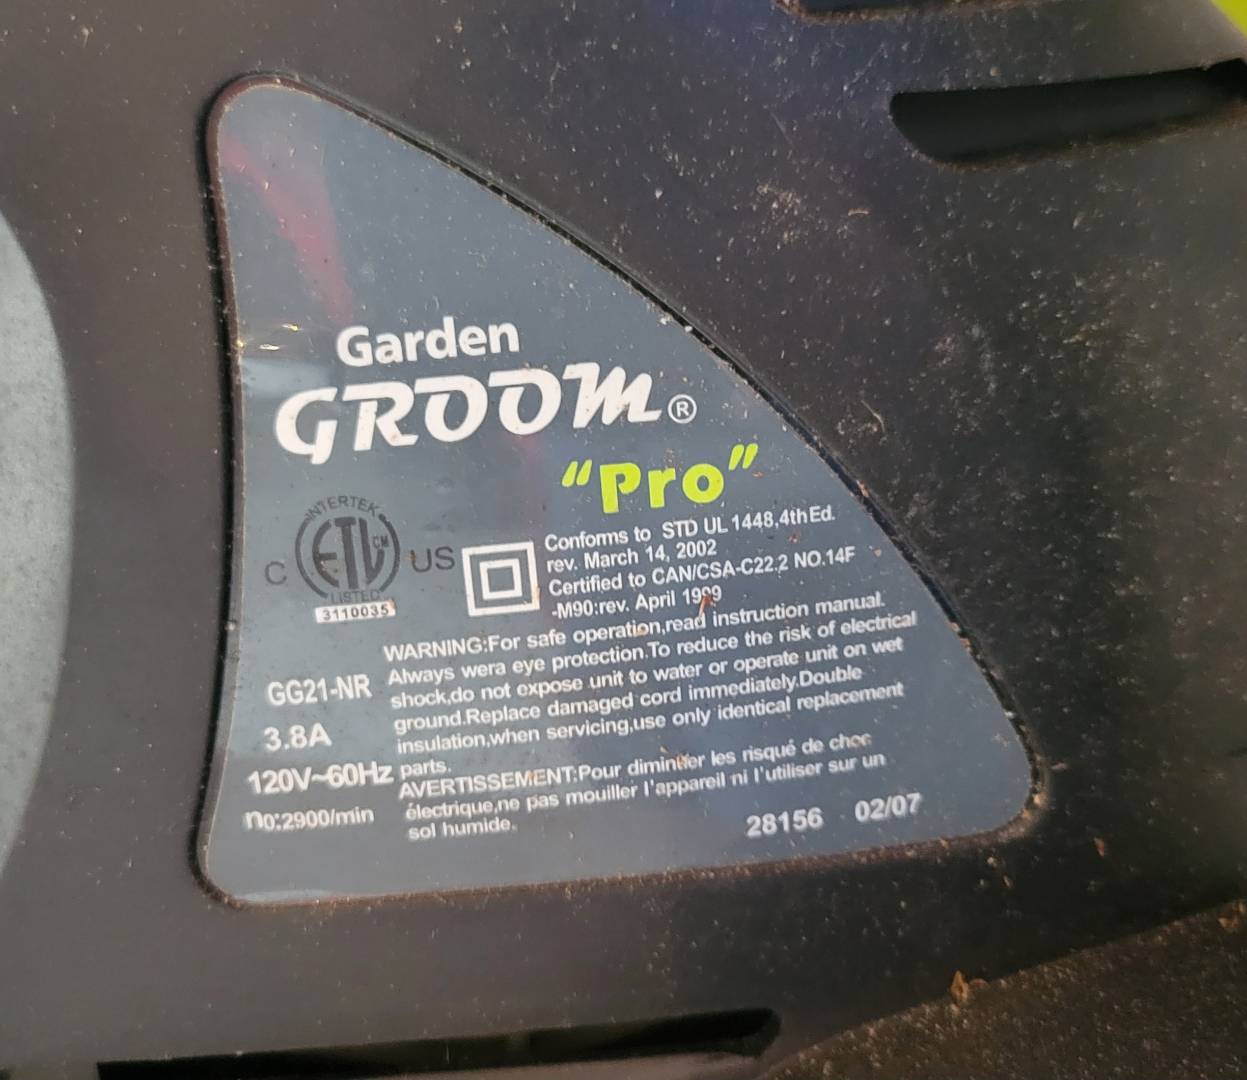 Garden
GROOM®
"Pro"
INTERTEK
C ETL CM US
LISTED
3110035
Conforms to STD UL 1448,4thEd.
rev. March 14, 2002
Certified to CAN/CSA-C22.2 NO.14F
-M90:rev. April 1999
WARNING:For safe operation,read instruction manual.
Always wera eye protection.To reduce the risk of electrical
shock,do not expose unit to water or operate unit on wet
ground.Replace damaged cord immediately.Double
insulation,when servicing,use only identical replacement
parts.
AVERTISSEMENT:Pour diminuer les risqué de choc
électrique,ne pas mouiller l'appareil ni l'utiliser sur un
sol humide.
GG21-NR
3.8A
120V~60Hz
no:2900/min
28156 02/07